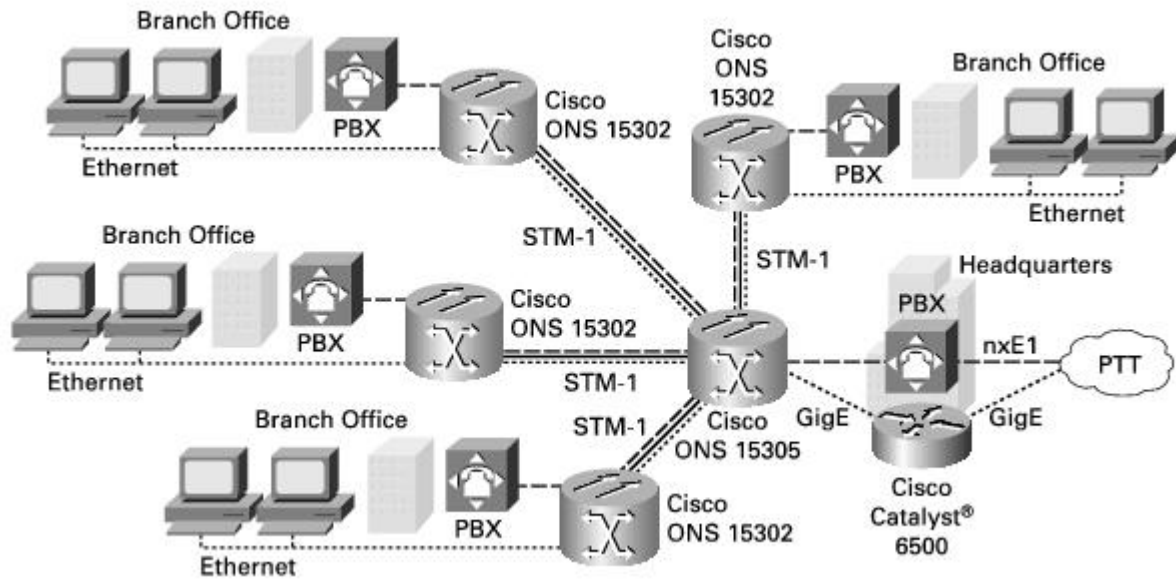 Branch Office
PBX
Ethernet
Cisco
ONS 15302
STM-1
Cisco
ONS
15302
Branch Office
PBX
Ethernet
STM-1
Branch Office
PBX
Ethernet
Cisco
ONS 15302
STM-1
Headquarters
PBX
nxE1
PTT
GigE
GigE
Cisco
ONS 15305
Cisco
Catalyst®
6500
Branch Office
PBX
Ethernet
STM-1
Cisco
ONS 15302